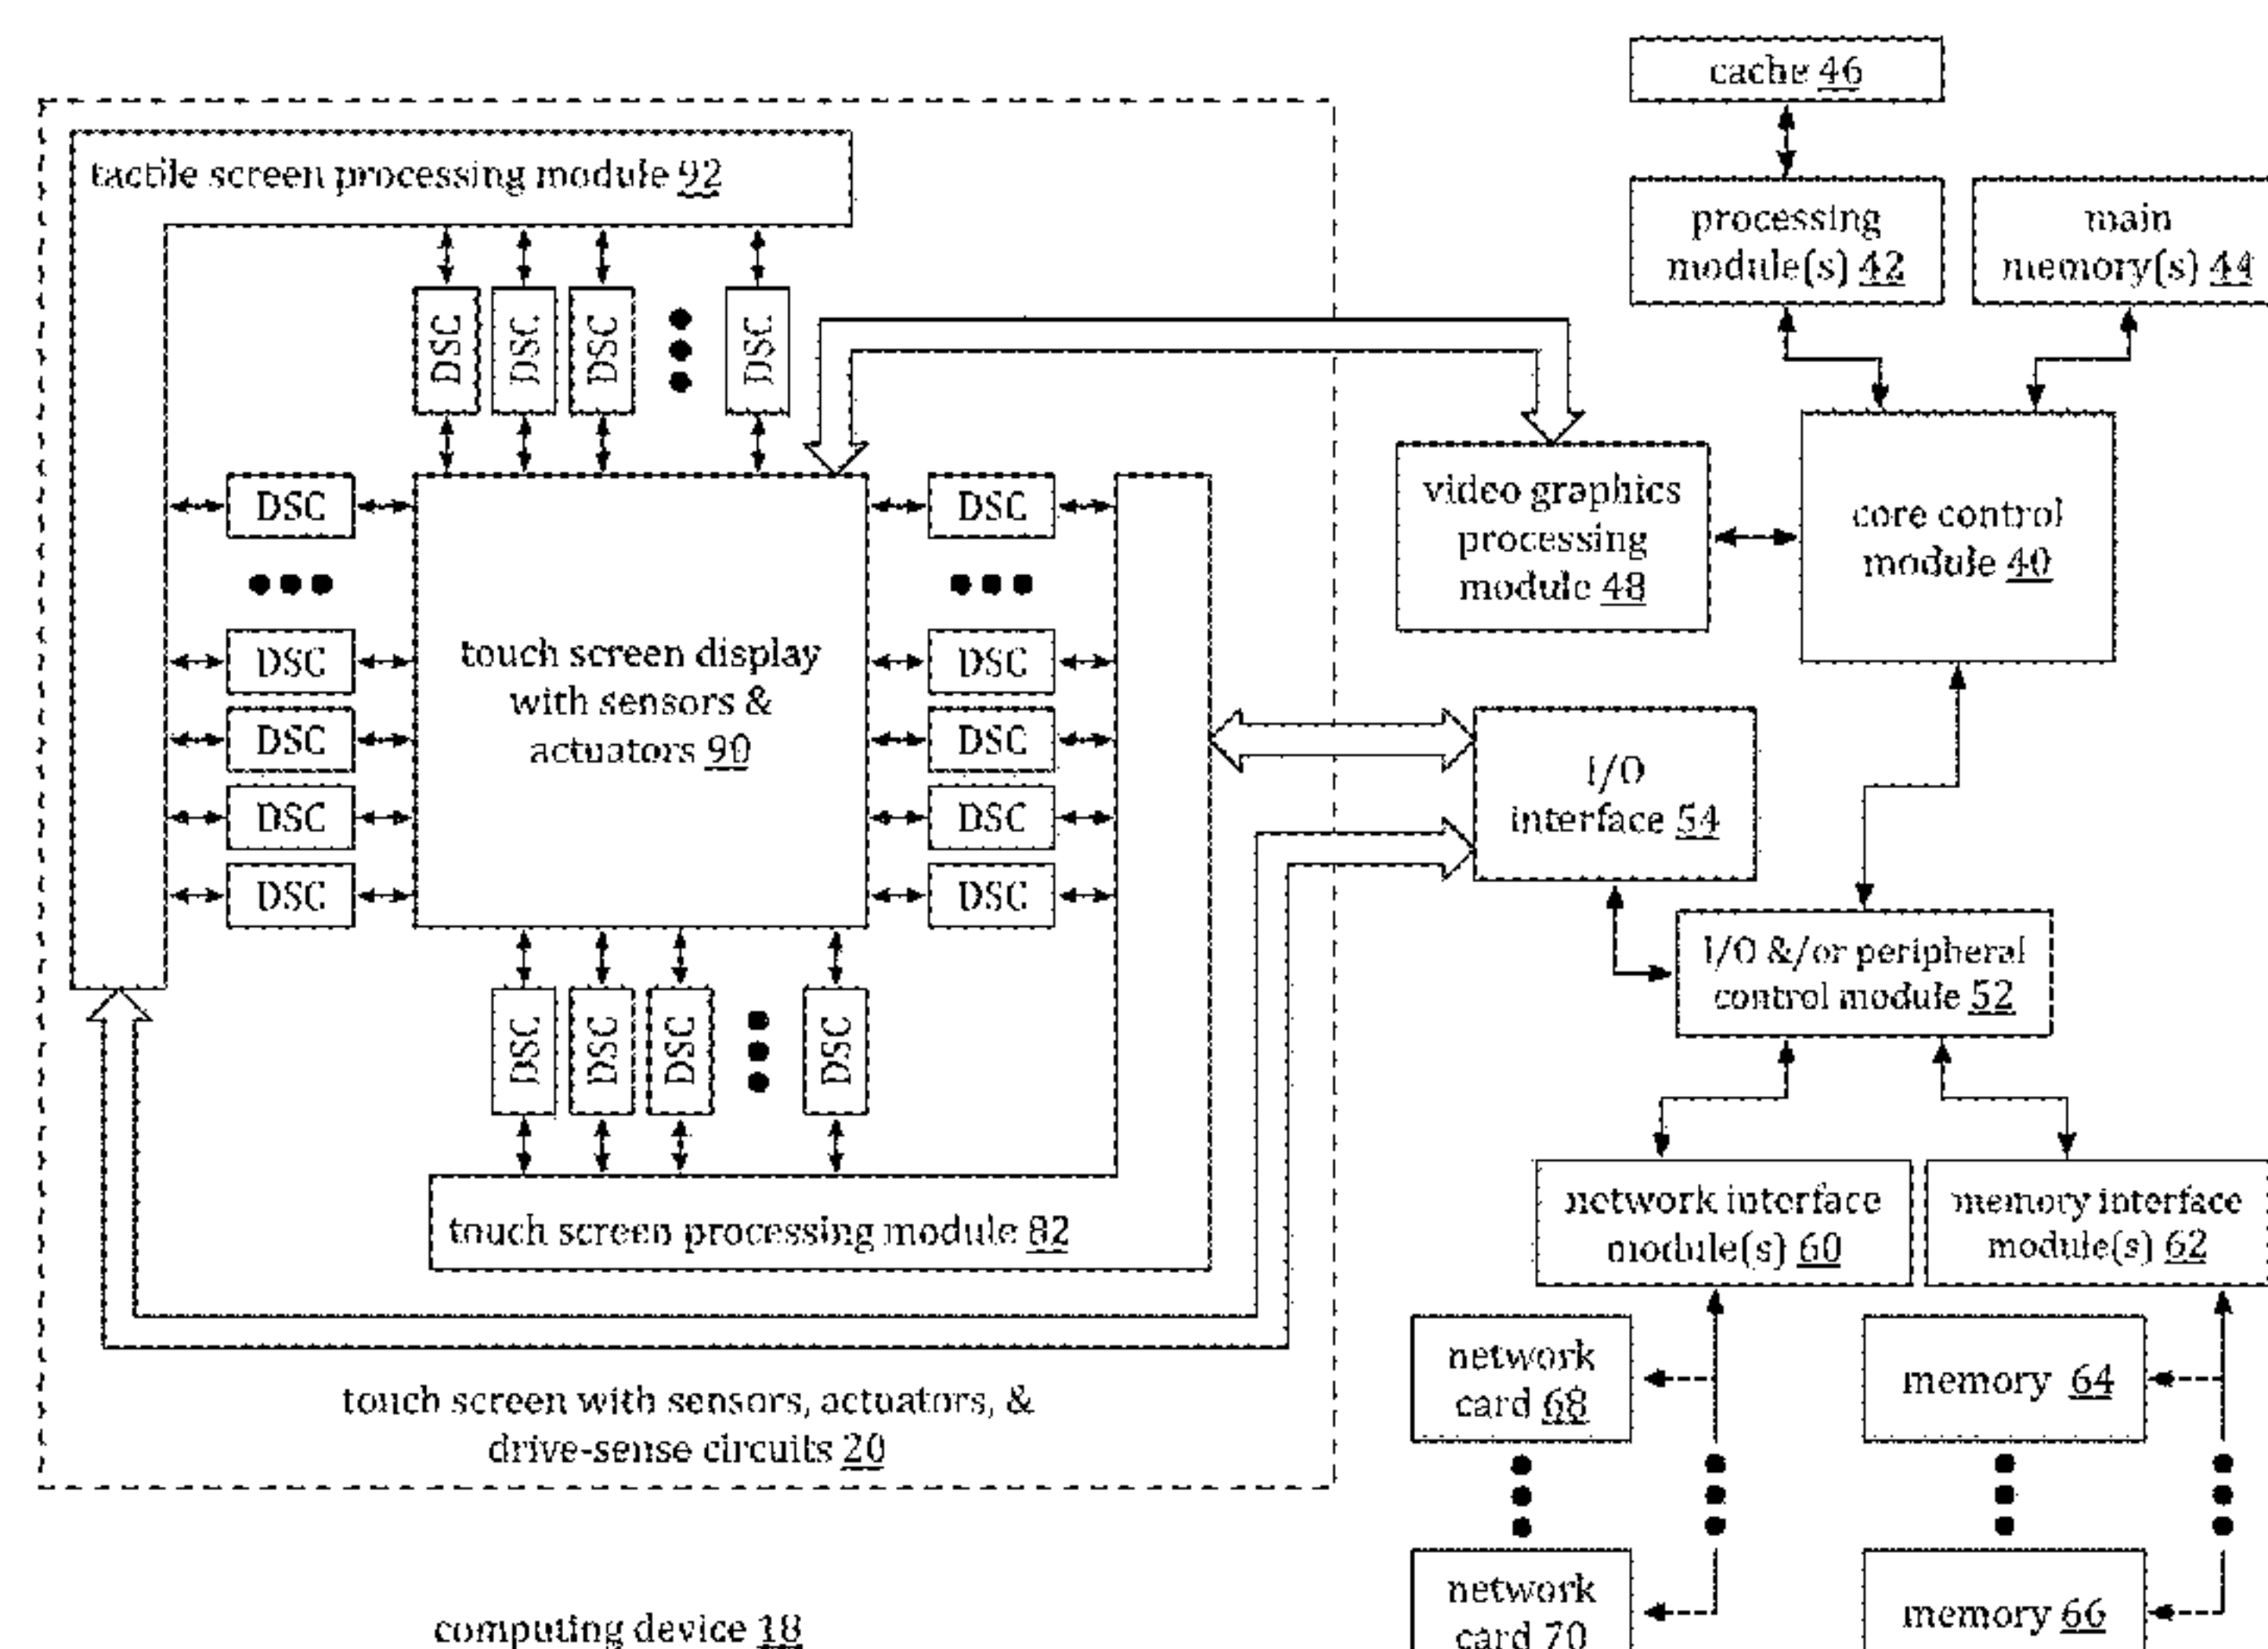 cache 46
tactile screen processing module 92
processing
module(s) 42
main
memory(s) 44
DSC
DSC
DSC
DSC
DSC
DSC
video graphics
processing
module 48
core control
module 40
DSC
DSC
DSC
DSC
DSC
DSC
DSC
DSC
touch screen display
with sensors &
actuators 90
I/O
interface 54
I/O &/or peripheral
control module 52
DSC
DSC
DSC
DSC
touch screen processing module 82
network interface
module(s) 60
memory interface
module(s) 62
network
card 68
memory 64
touch screen with sensors, actuators, &
drive-sense circuits 20
network
card 70
memory 66
computing device 18